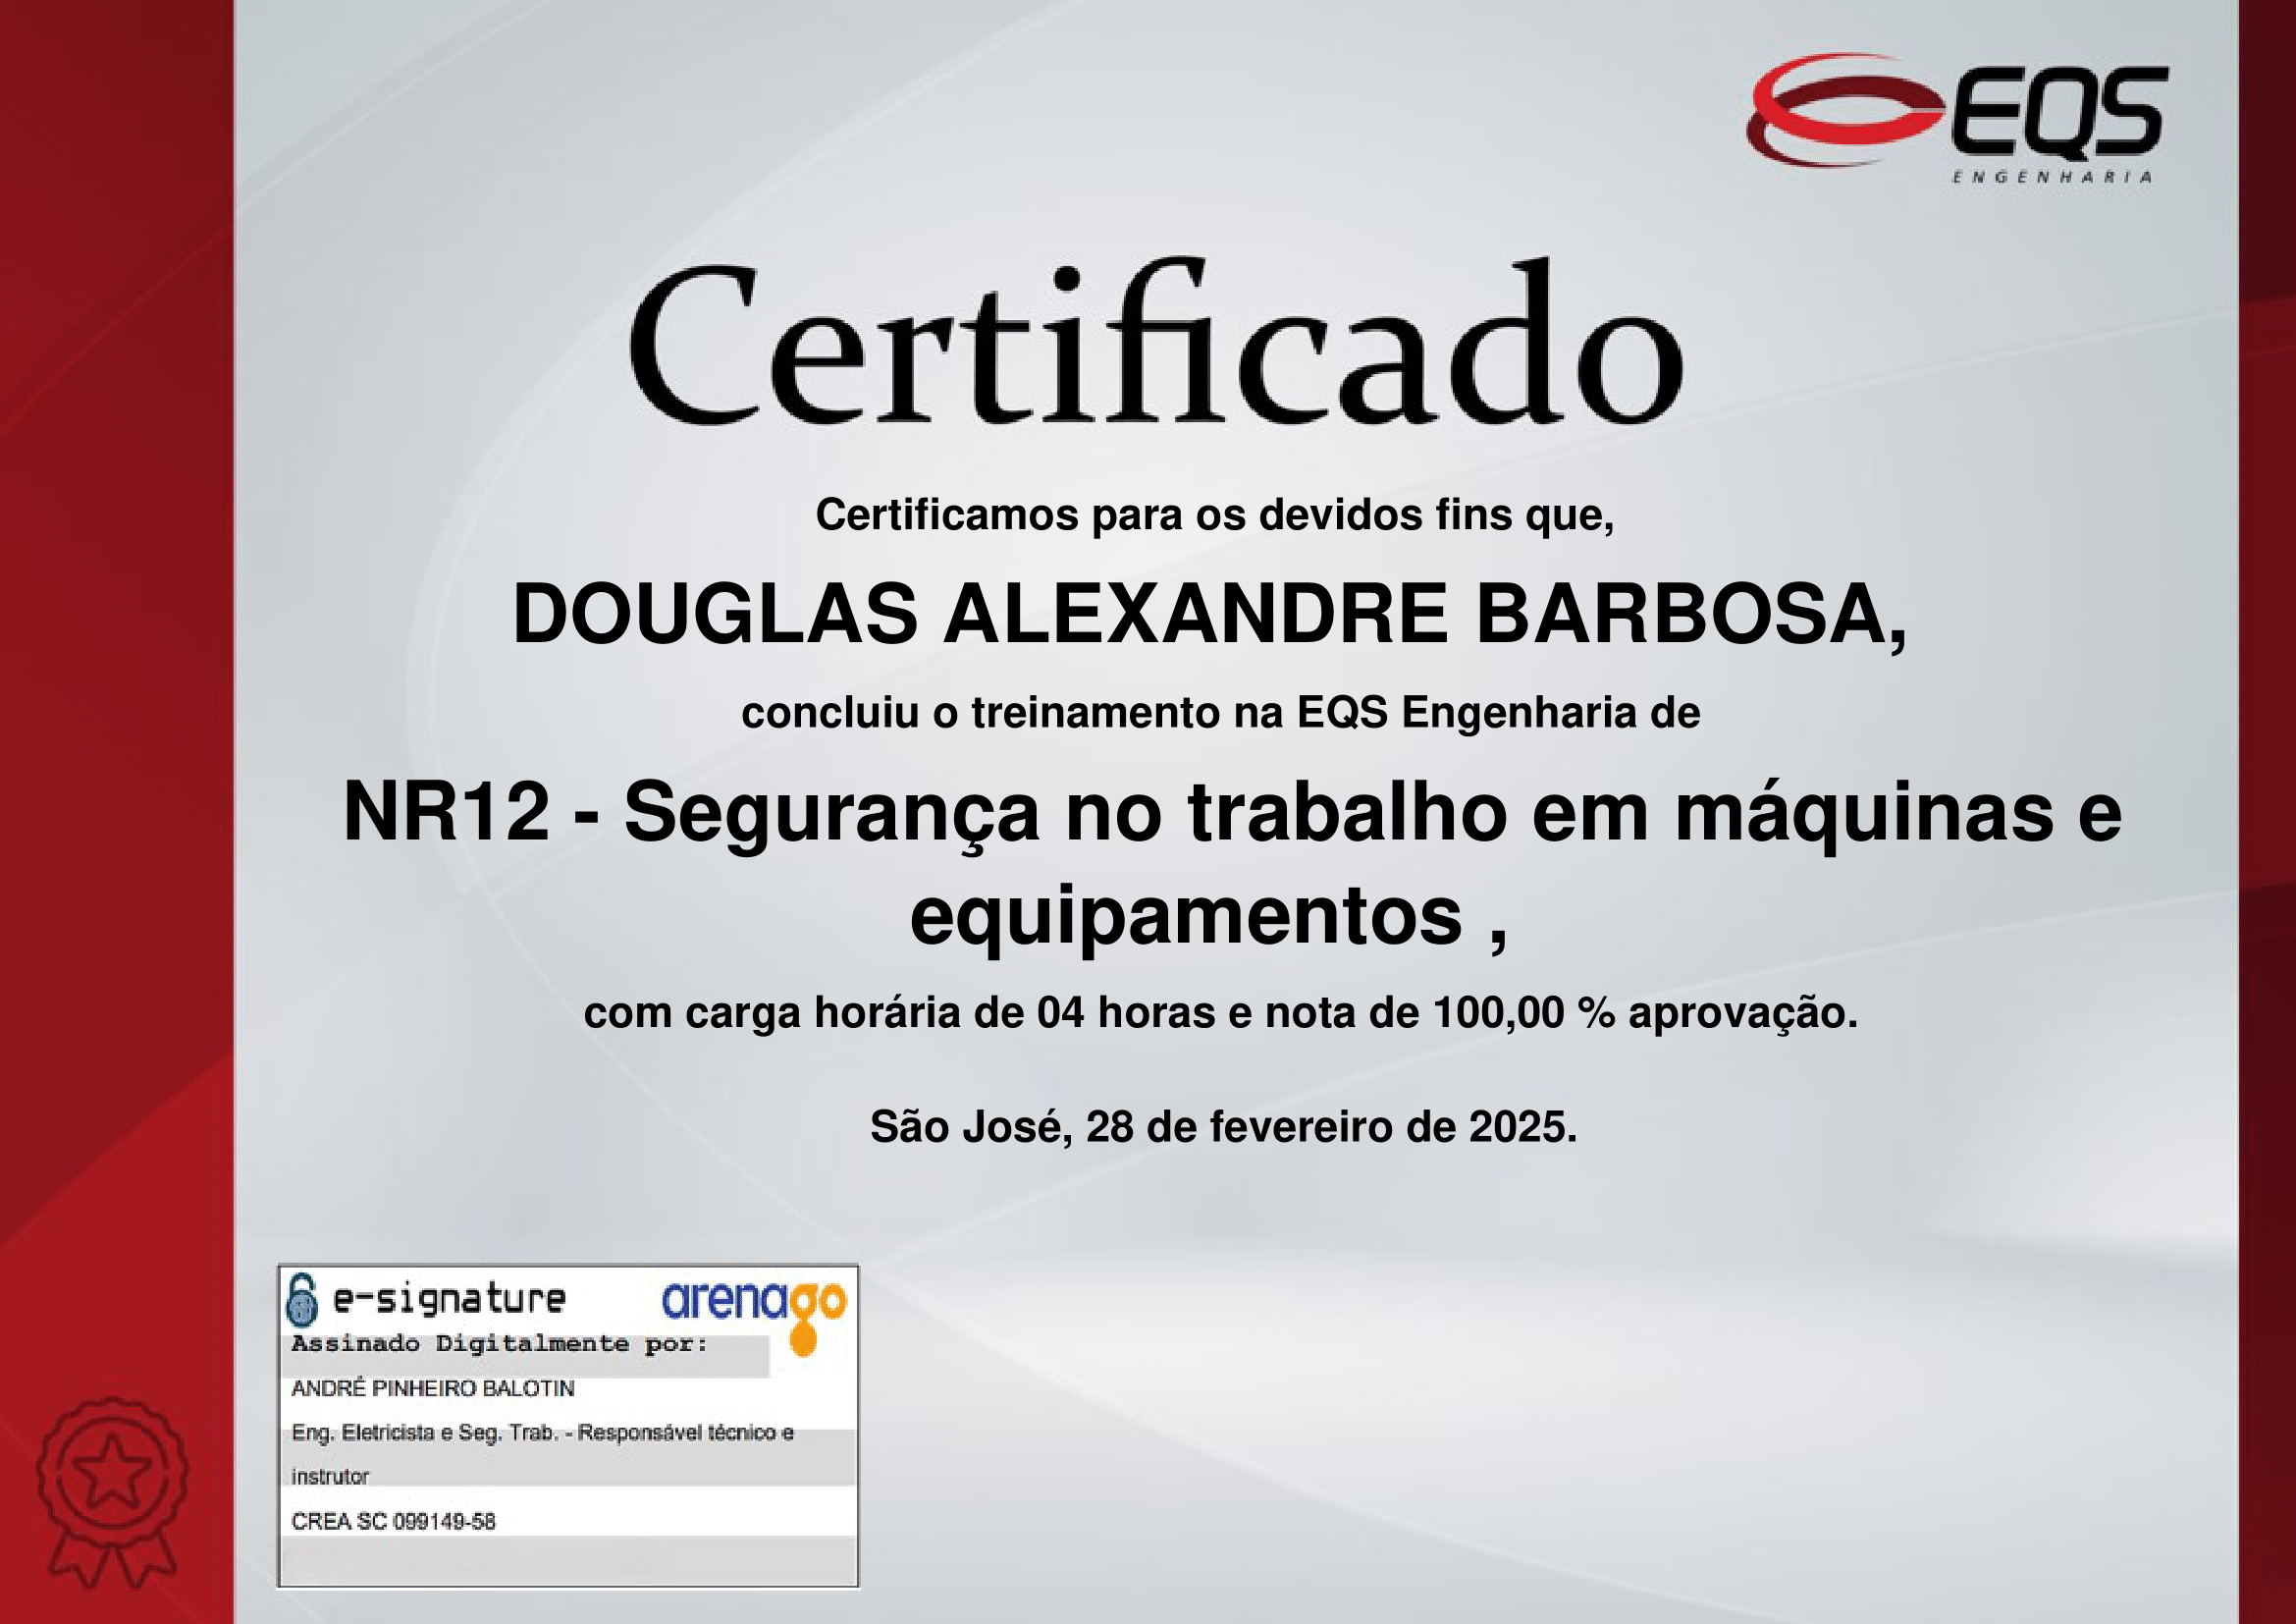 EQS
ENGENHARIA
Certificado
Certificamos para os devidos fins que,
DOUGLAS ALEXANDRE BARBOSA,
concluiu o treinamento na EQS Engenharia de
NR12 - Segurança no trabalho em máquinas e
equipamentos ,
com carga horária de 04 horas e nota de 100,00 % aprovação.
São José, 28 de fevereiro de 2025.
e-signature arenago
Assinado Digitalmente por:
ANDRÉ PINHEIRO BALOTIN
Eng. Eletricista e Seg. Trab. - Responsável técnico e
instrutor
CREA SC 099149-58